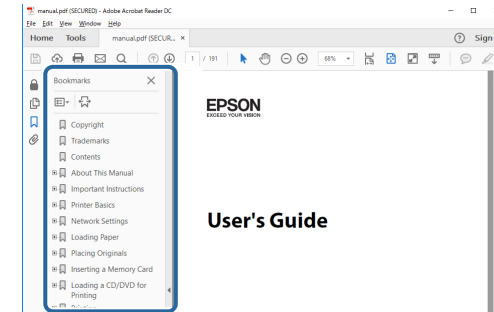 manual.pdf (SECURED) - Adobe Acrobat Reader DC
File Edit View Window Help
Home Tools manual.pdf (SECUR... × Sign
1 / 191 68%
Bookmarks
EPSON
EXCEED YOUR VISION
Copyright
Trademarks
Contents
About This Manual
Important Instructions
Printer Basics
Network Settings
User's Guide
Loading Paper
Placing Originals
Inserting a Memory Card
Loading a CD/DVD for
Printing